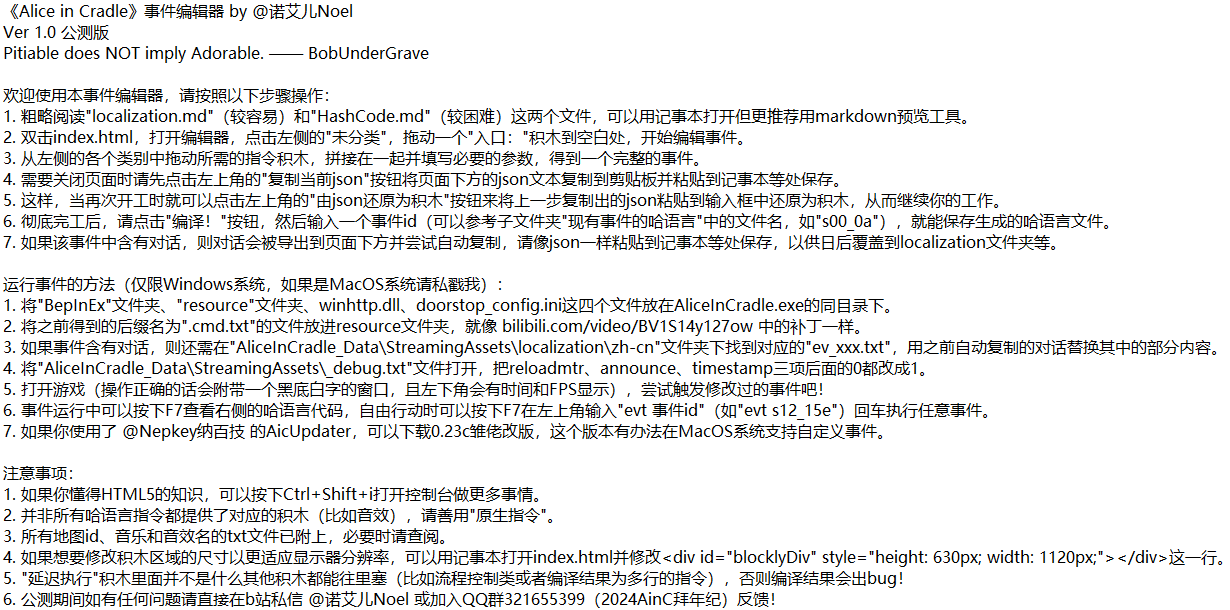 《Alice in Cradle》事件编辑器 by @诺艾儿Noel
Ver 1.0 公测版
Pitiable does NOT imply Adorable. —— BobUnderGrave
欢迎使用本事件编辑器，请按照以下步骤操作：
1. 粗略阅读"localization.md"（较容易）和"HashCode.md"（较困难）这两个文件，可以用记事本打开但更推荐用markdown预览工具。
2. 双击index.html，打开编辑器，点击左侧的"未分类"，拖动一个"入口："积木到空白处，开始编辑事件。
3. 从左侧的各个类别中拖动所需的指令积木，拼接在一起并填写必要的参数，得到一个完整的事件。
4. 需要关闭页面时请先点击左上角的"复制当前json"按钮将页面下方的json文本复制到剪贴板并粘贴到记事本等处保存。
5. 这样，当再次开工时就可以点击左上角的"由json还原为积木"按钮来将上一步复制出的json粘贴到输入框中还原为积木，从而继续你的工作。
6. 彻底完工后，请点击"编译！"按钮，然后输入一个事件id（可以参考子文件夹"现有事件的哈语言"中的文件名，如"s00_0a"），就能保存生成的哈语言文件。
7. 如果该事件中含有对话，则对话会被导出到页面下方并尝试自动复制，请像json一样粘贴到记事本等处保存，以供日后覆盖到localization文件夹等。
运行事件的方法（仅限Windows系统，如果是MacOS系统请私戳我）：
1. 将"BepInEx"文件夹、"resource"文件夹、winhttp.dll、doorstop_config.ini这四个文件放在AliceInCradle.exe的同目录下。
2. 将之前得到的后缀名为".cmd.txt"的文件放进resource文件夹，就像 bilibili.com/video/BV1S14y127ow 中的补丁一样。
3. 如果事件含有对话，则还需在"AliceInCradle_Data\StreamingAssets\localization\zh-cn"文件夹下找到对应的"ev_xxx.txt"，用之前自动复制的对话替换其中的部分内容。
4. 将"AliceInCradle_Data\StreamingAssets\_debug.txt"文件打开，把reloadmtr、announce、timestamp三项后面的0都改成1。
5. 打开游戏（操作正确的话会附带一个黑底白字的窗口，且左下角会有时间和FPS显示），尝试触发修改过的事件吧！
6. 事件运行中可以按下F7查看右侧的哈语言代码，自由行动时可以按下F7在左上角输入"evt 事件id"（如"evt s12_15e"）回车执行任意事件。
7. 如果你使用了 @Nepkey纳百技 的AicUpdater，可以下载0.23c雏佬改版，这个版本有办法在MacOS系统支持自定义事件。
注意事项：
1. 如果你懂得HTML5的知识，可以按下Ctrl+Shift+i打开控制台做更多事情。
2. 并非所有哈语言指令都提供了对应的积木（比如音效），请善用"原生指令"。
3. 所有地图id、音乐和音效名的txt文件已附上，必要时请查阅。
4. 如果想要修改积木区域的尺寸以更适应显示器分辨率，可以用记事本打开index.html并修改<div id="blocklyDiv" style="height: 630px; width: 1120px;"></div>这一行。
5. "延迟执行"积木里面并不是什么其他积木都能往里塞（比如流程控制类或者编译结果为多行的指令），否则编译结果会出bug！
6. 公测期间如有任何问题请直接在b站私信 @诺艾儿Noel 或加入QQ群321655399（2024AinC拜年纪）反馈！